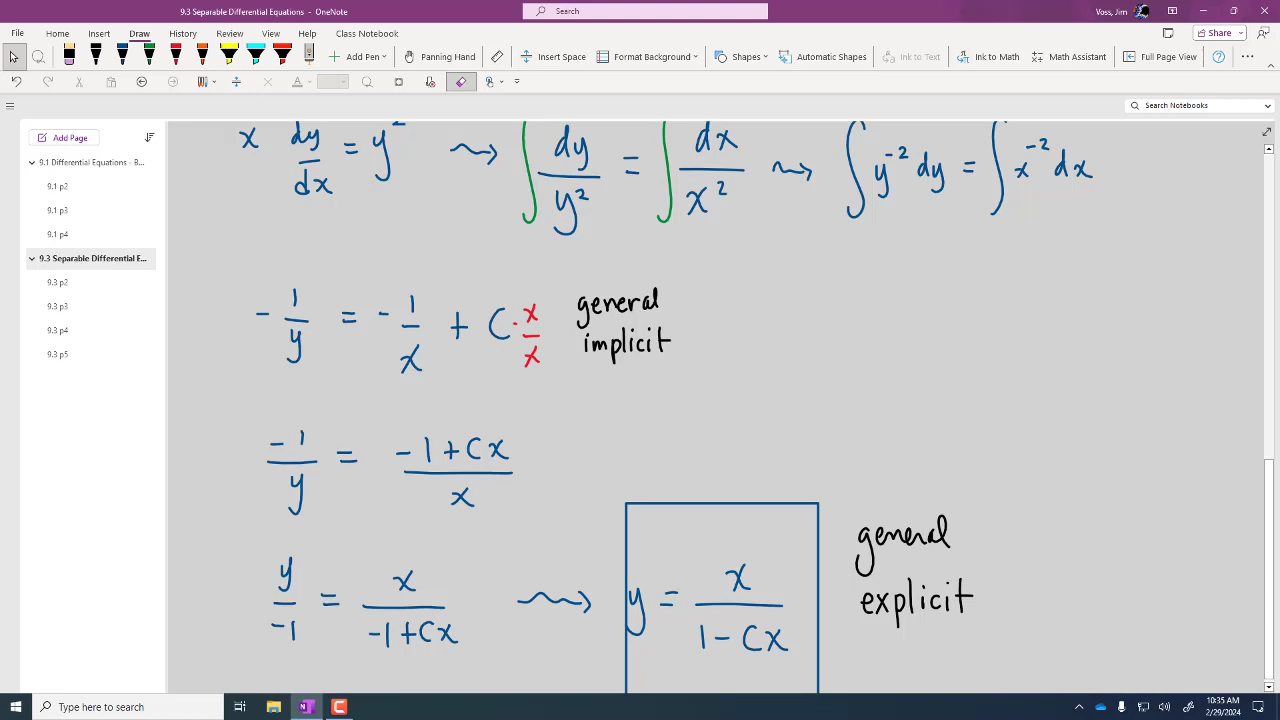 9.3 Separable Differential Equations - OneNote
Search
Voss, Jim
File Home Insert Draw History Review View Help Class Notebook
Share
Add Pen
Panning Hand
Insert Space
Format Background
Shapes
Automatic Shapes
Ink to Text
Ink to Math
Math Assistant
Full Page View
Search Notebooks
Add Page
9.1 Differential Equations - B...
9.1 p2
9.1 p3
9.1 p4
9.3 Separable Differential E...
9.3 p2
9.3 p3
9.3 p4
9.3 p5
x dy/dx = y² ⇝ ∫ dy/y² = ∫ dx/x² ⇝ ∫ y⁻² dy = ∫ x⁻² dx
- 1/y = - 1/x + C · x/x general
implicit
-1/y = (-1 + Cx)/x
y/-1 = x/(-1 + Cx) ⇝ y = x/(1 - Cx) general
explicit
Type here to search
10:35 AM
2/29/2024